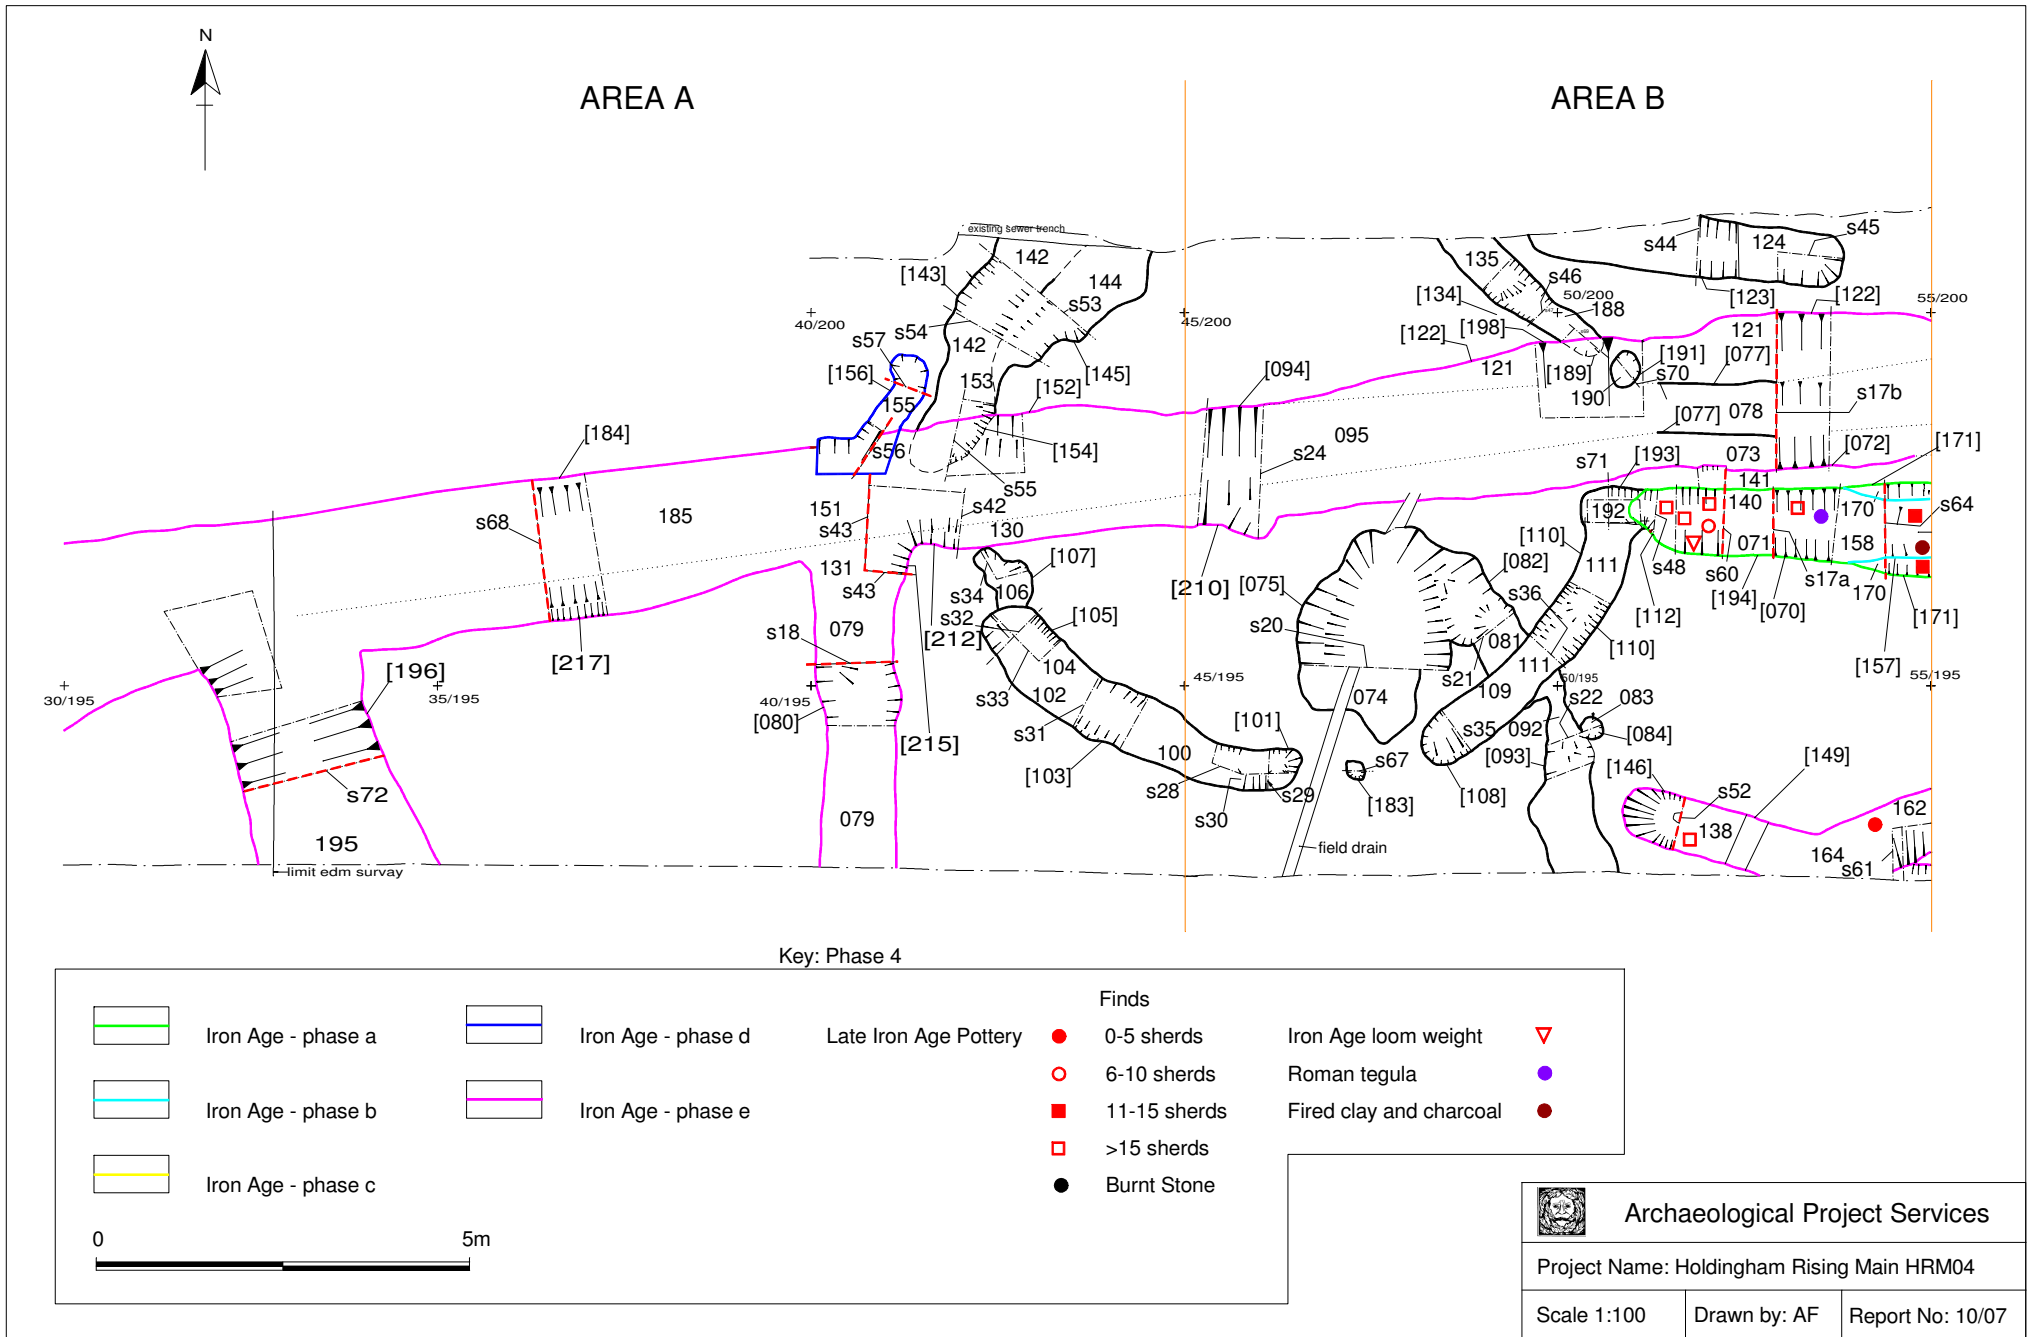 N
AREA A
AREA B
existing sewer trench
142
[143]
144
s53
s54
s57
40/200
142
[156]
155
153
[145]
[152]
s56
[154]
s55
[184]
s68
185
151
s43
s42
130
131
s43
[107]
s34
106
s32
[105]
[212]
s18
079
104
s33
102
[217]
[196]
30/195
35/195
40/195
[080]
[215]
s31
[103]
s72
195
limit edm survay
079
45/200
[094]
095
s24
[210]
45/195
100
[101]
s28
s29
s30
135
s46
50/200
[134]
188
[198]
[122]
121
[189]
[191]
s70
190
[077]
[077]
078
s44
124
s45
[123]
[122]
121
55/200
s17b
[072]
073
[171]
s71
[193]
141
140
192
170
s64
[110]
111
071
158
s48
s60
s17a
170
[112]
[194]
[070]
[171]
[157]
55/195
[075]
[082]
s36
s20
081
[110]
s21
111
109
50/195
s22
074
083
s35
092
[084]
[093]
s67
[183]
[108]
field drain
[146]
s52
[149]
138
162
164
s61
Key: Phase 4
Iron Age - phase a
Iron Age - phase b
Iron Age - phase c
Iron Age - phase d
Iron Age - phase e
Finds
Late Iron Age Pottery
0-5 sherds
6-10 sherds
11-15 sherds
>15 sherds
Burnt Stone
Iron Age loom weight
Roman tegula
Fired clay and charcoal
0
5m
Archaeological Project Services
Project Name: Holdingham Rising Main HRM04
Scale 1:100
Drawn by: AF
Report No: 10/07